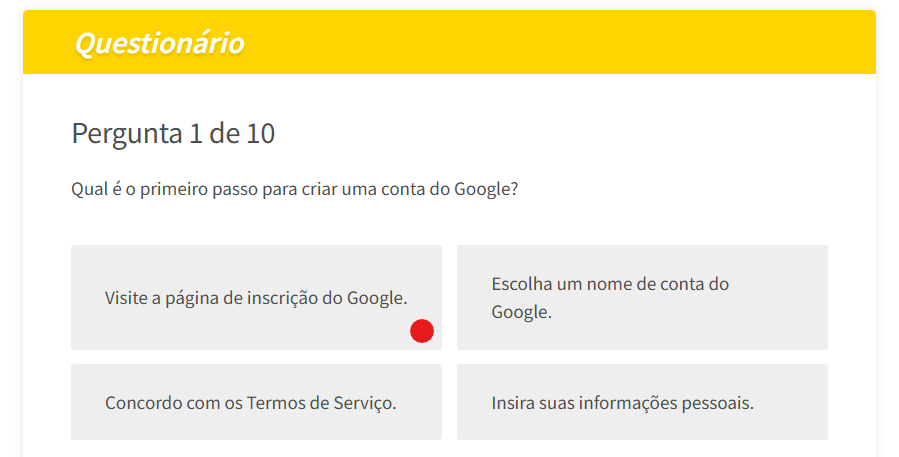 Questionário
Pergunta 1 de 10
Qual é o primeiro passo para criar uma conta do Google?
Visite a página de inscrição do Google.
Escolha um nome de conta do
Google.
Concordo com os Termos de Serviço.
Insira suas informações pessoais.